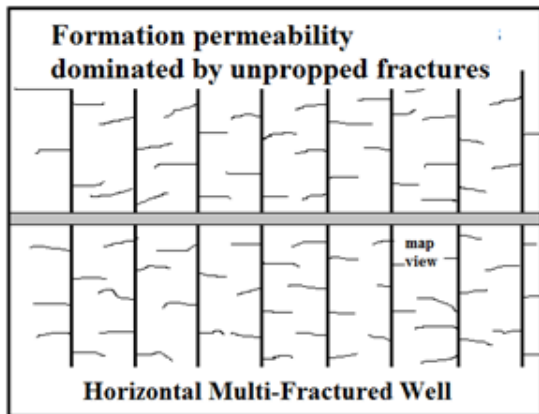 Formation permeability
dominated by unpropped fractures
map
view
Horizontal Multi-Fractured Well